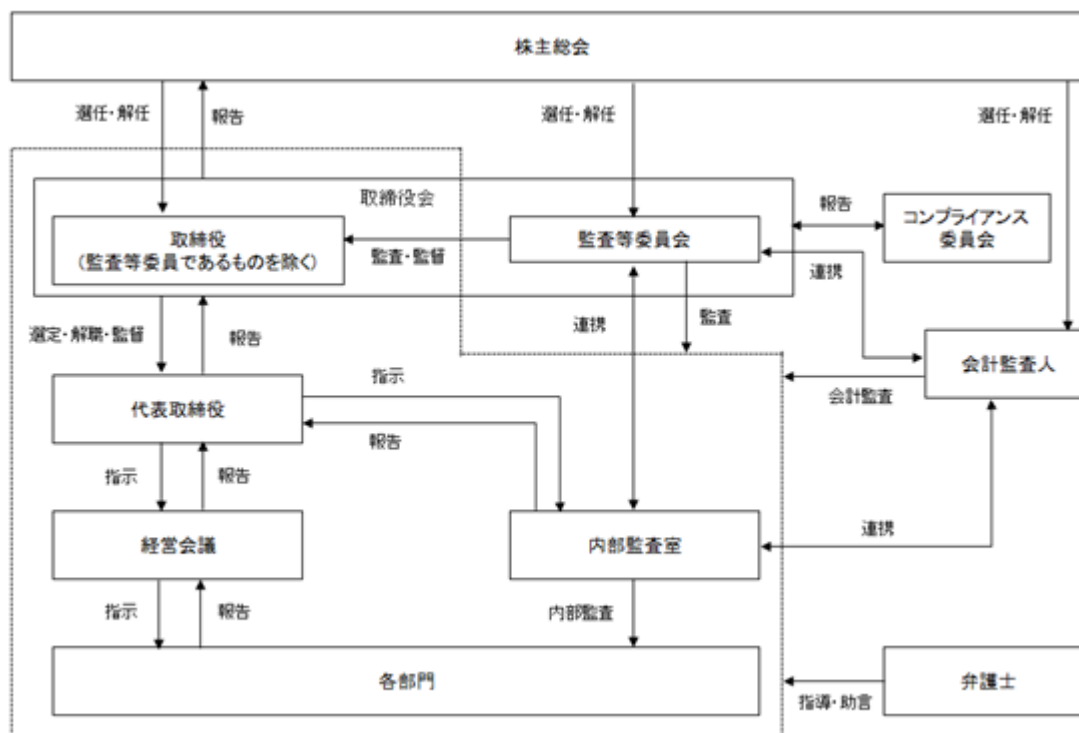 株主総会
選任・解任
報告
選任・解任
選任・解任
取締役会
取締役
(監査等委員であるものを除く)
監査・監督
監査等委員会
報告
コンプライアンス
委員会
連携
選定・解職・監督
報告
連携
監査
会計監査人
会計監査
代表取締役
指示
報告
指示
報告
経営会議
内部監査室
連携
指示
報告
内部監査
各部門
弁護士
指導・助言